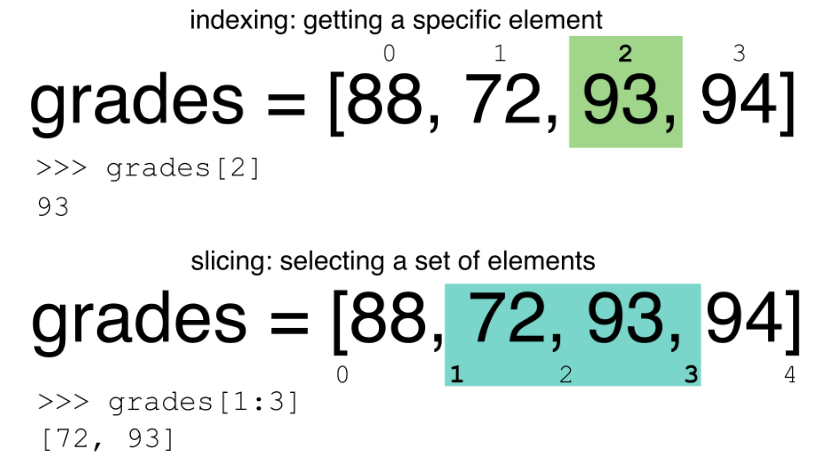 indexing: getting a specific element
0 1 2 3
grades = [88, 72, 93, 94]
>>> grades[2]
93
slicing: selecting a set of elements
grades = [88, 72, 93, 94]
0 1 2 3 4
>>> grades[1:3]
[72, 93]